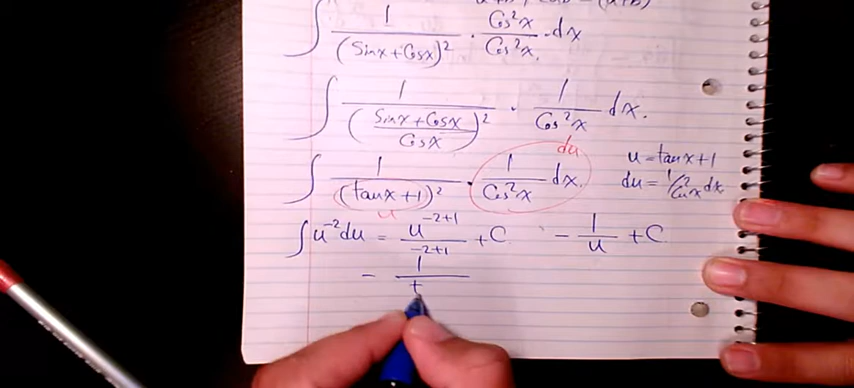 ∫ 1/(Sinx+Cosx)² · Cos²x/Cos²x · dx
∫ 1/((Sinx+Cosx)/Cosx)² · 1/Cos²x dx.
du
∫ 1/(tanx+1)² · 1/Cos²x dx. u=tanx+1
u du=1/Cos²x dx
∫u⁻²du = u⁻²⁺¹/-2+1 +C - 1/u +C
- 1/t